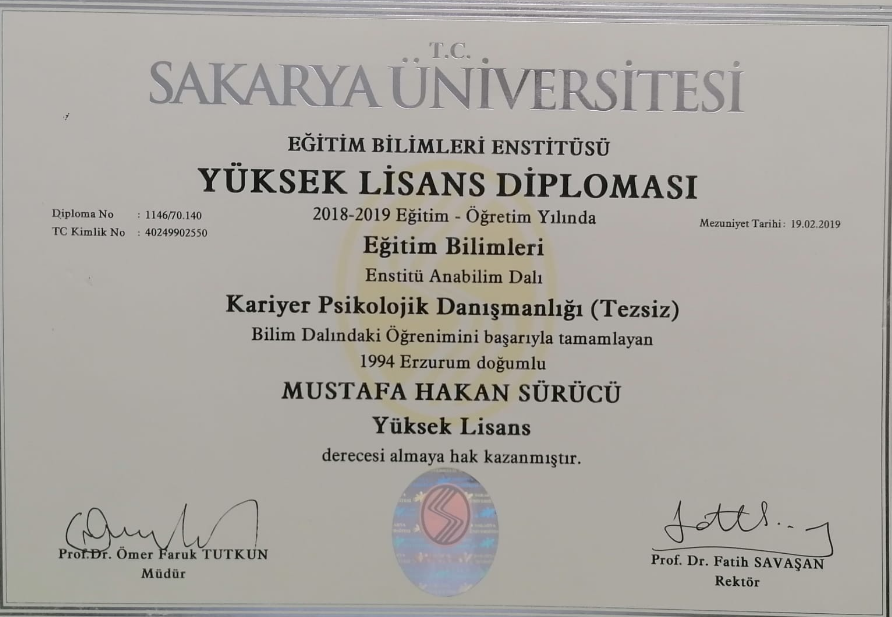 T.C.
SAKARYA ÜNİVERSİTESİ
EĞİTİM BİLİMLERİ ENSTİTÜSÜ
YÜKSEK LİSANS DİPLOMASI
Diploma No : 1146/70.140
TC Kimlik No : 40249902550
2018-2019 Eğitim - Öğretim Yılında
Mezuniyet Tarihi: 19.02.2019
Eğitim Bilimleri
Enstitü Anabilim Dalı
Kariyer Psikolojik Danışmanlığı (Tezsiz)
Bilim Dalındaki Öğrenimini başarıyla tamamlayan
1994 Erzurum doğumlu
MUSTAFA HAKAN SÜRÜCÜ
Yüksek Lisans
derecesi almaya hak kazanmıştır.
Prof.Dr. Ömer Faruk TUTKUN
Müdür
Prof. Dr. Fatih SAVAŞAN
Rektör